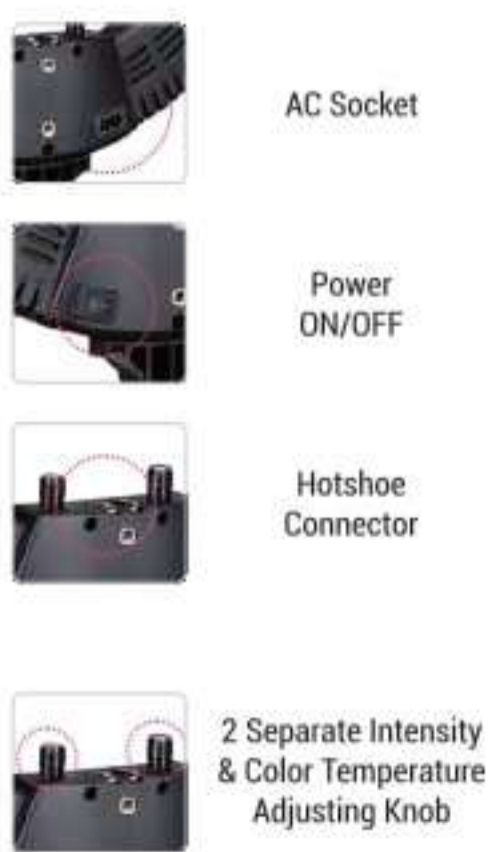 AC Socket
Power
ON/OFF
Hotshoe
Connector
2 Separate Intensity
& Color Temperature
Adjusting Knob